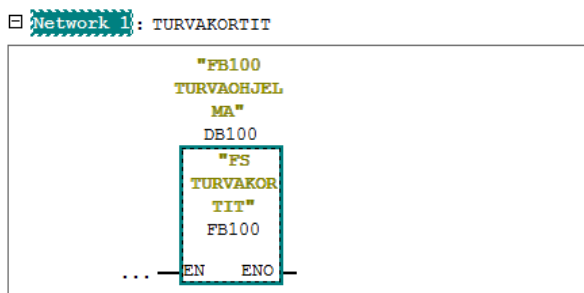 Network 1: TURVAKORTIT
"FB100
TURVAOHJEL
MA"
DB100
"FS
TURVAKOR
TIT"
FB100
... EN ENO